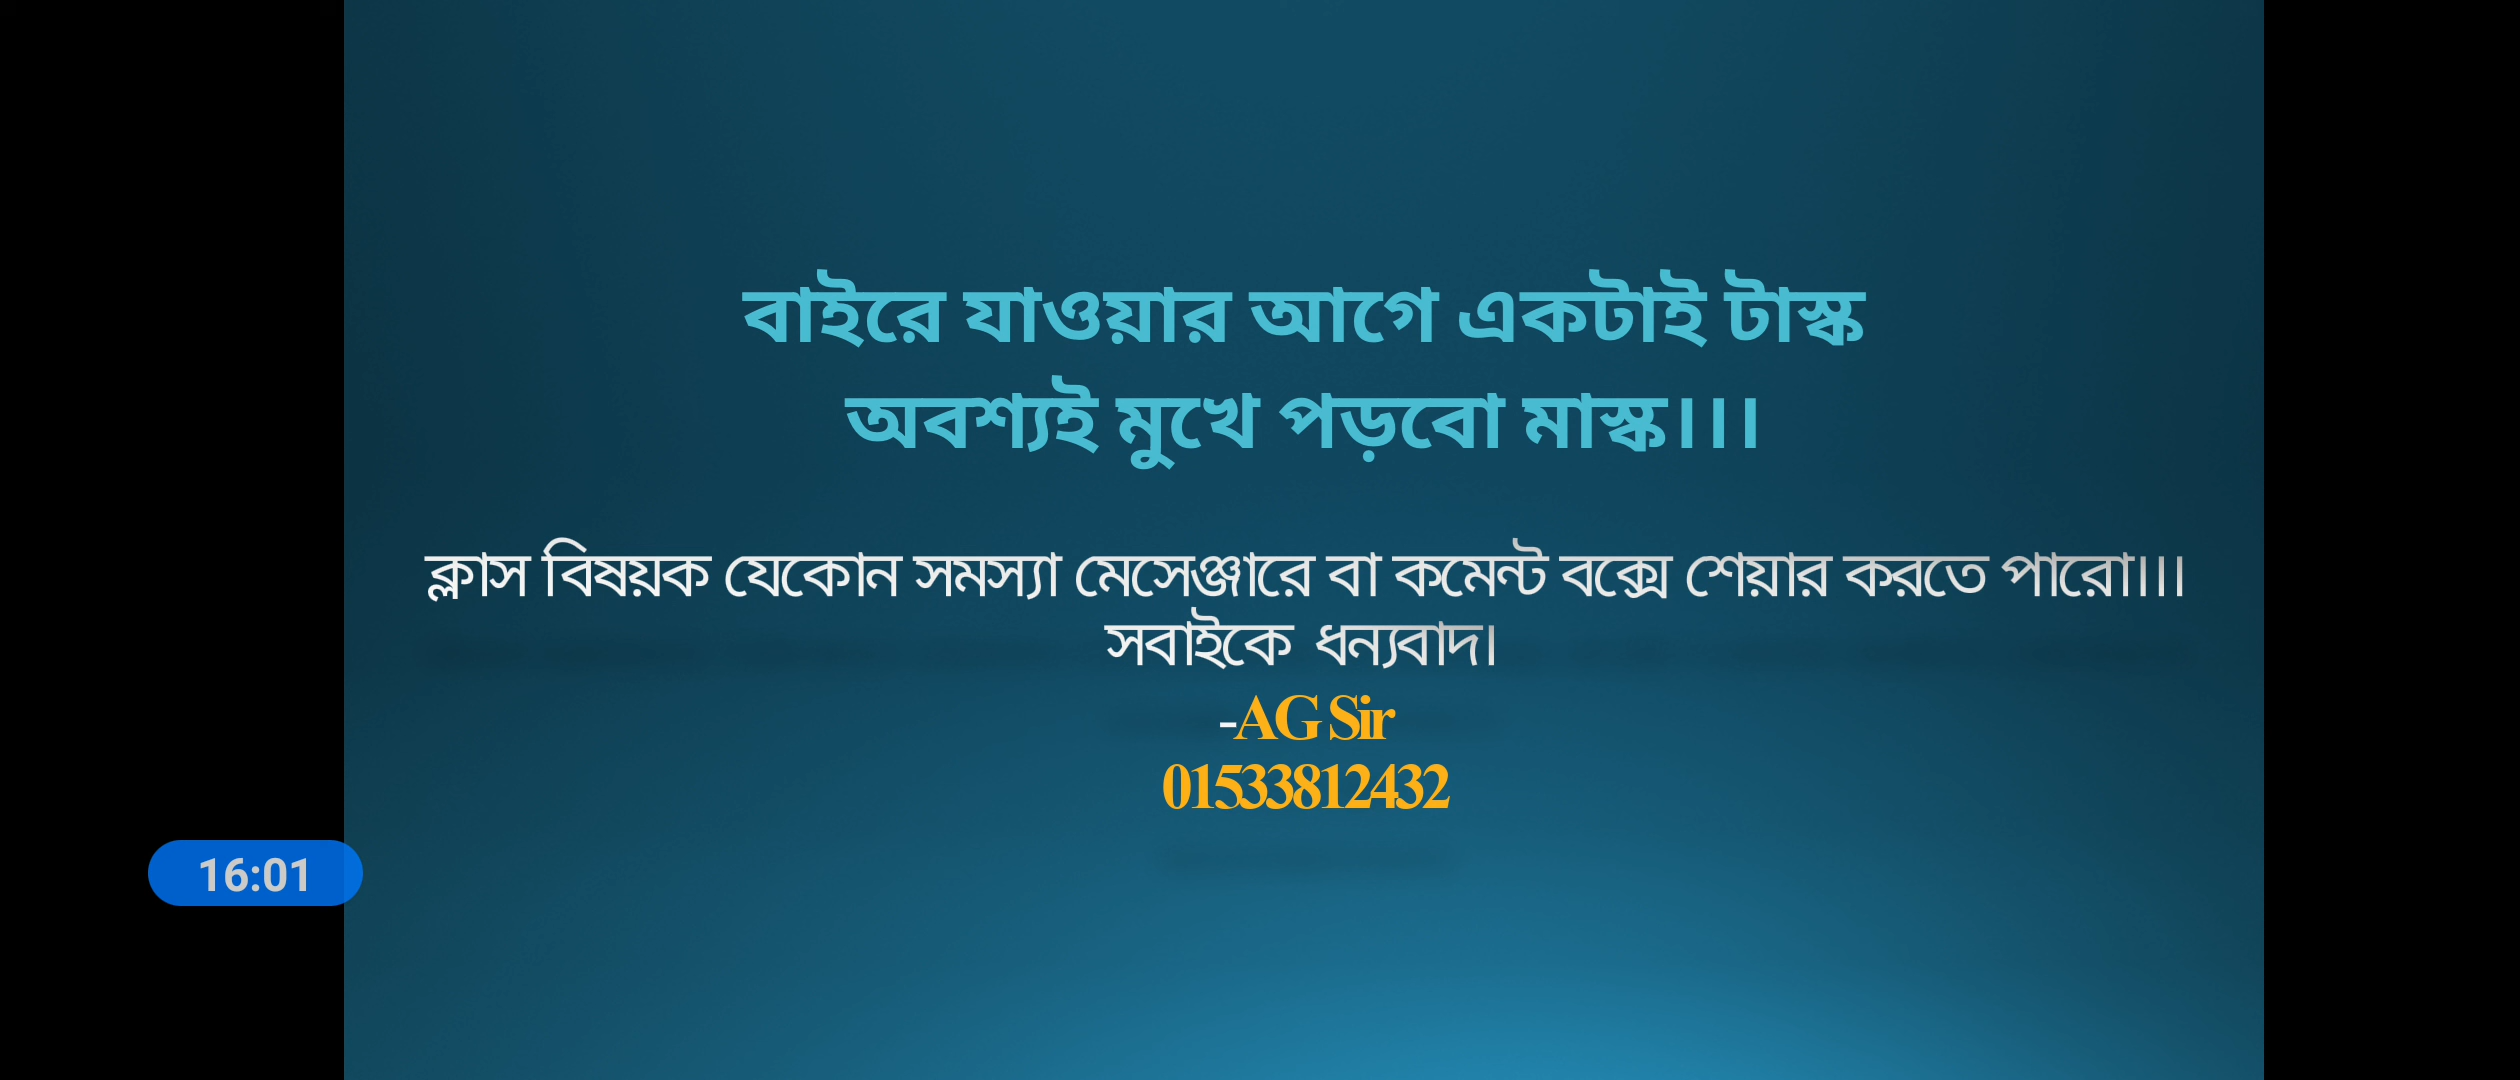 বাইরে যাওয়ার আগে একটাই টাস্ক
অবশ্যই মুখে পড়বো মাস্ক।।।
ক্লাস বিষয়ক যেকোন সমস্যা মেসেঞ্জারে বা কমেন্ট বক্সে শেয়ার করতে পারো।।।
সবাইকে ধন্যবাদ।
-AG Sir
01533812432
16:01